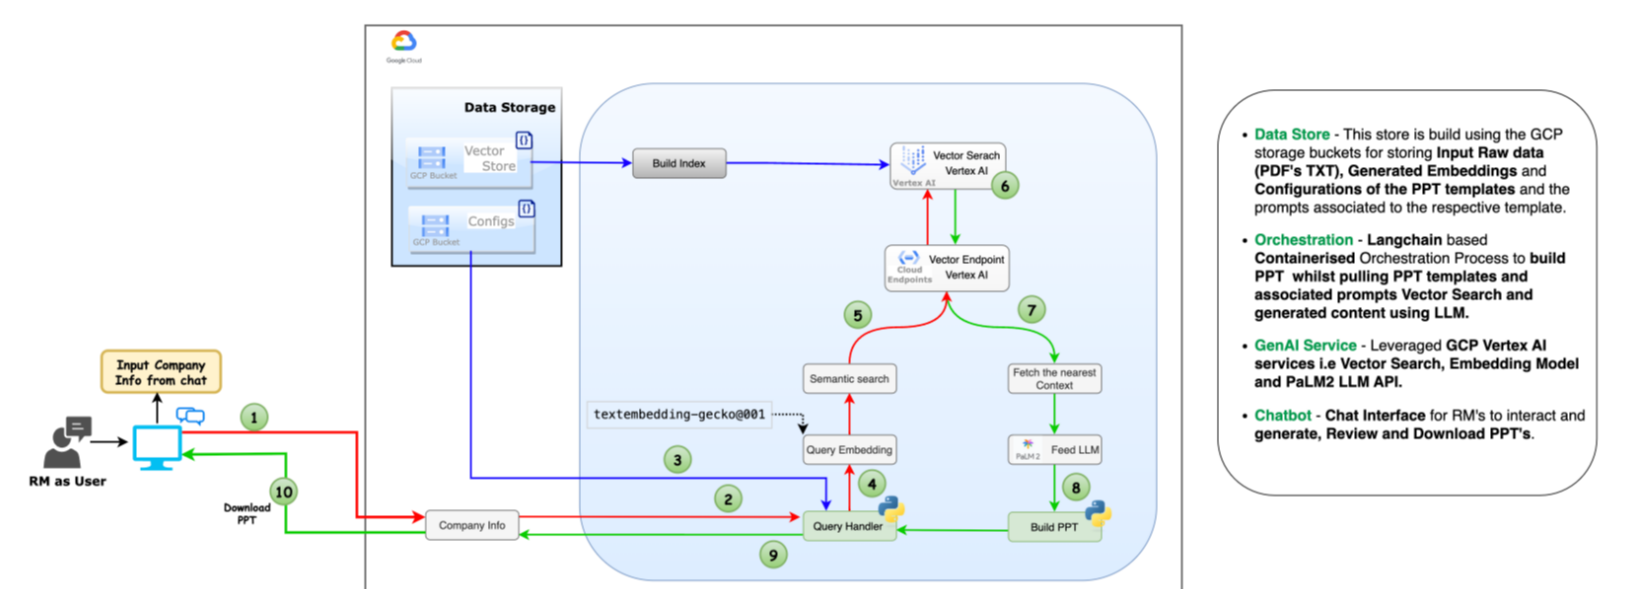 Google Cloud
Data Storage
Vector
Store
GCP Bucket
Configs
GCP Bucket
Build Index
Vector Serach
Vertex AI
Vertex AI
6
Vector Endpoint
Vertex AI
Cloud
Endpoints
5
7
Semantic search
Fetch the nearest
Context
textembedding-gecko@001
Query Embedding
PaLM 2
Feed LLM
3
4
8
2
Query Handler
Build PPT
9
Company Info
Input Company
Info from chat
1
RM as User
10
Download
PPT
• Data Store - This store is build using the GCP
storage buckets for storing Input Raw data
(PDF's TXT), Generated Embeddings and
Configurations of the PPT templates and the
prompts associated to the respective template.
• Orchestration - Langchain based
Containerised Orchestration Process to build
PPT whilst pulling PPT templates and
associated prompts Vector Search and
generated content using LLM.
• GenAI Service - Leveraged GCP Vertex AI
services i.e Vector Search, Embedding Model
and PaLM2 LLM API.
• Chatbot - Chat Interface for RM's to interact and
generate, Review and Download PPT's.